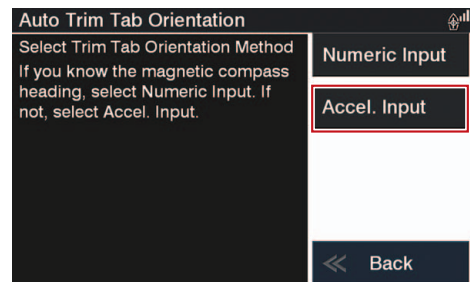 Auto Trim Tab Orientation
Select Trim Tab Orientation Method
If you know the magnetic compass
heading, select Numeric Input. If
not, select Accel. Input.
Numeric Input
Accel. Input
Back